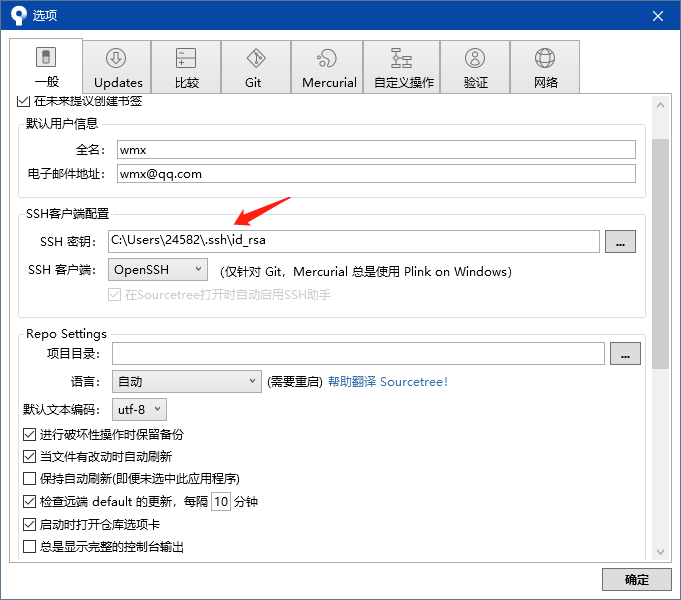 选项
一般
Updates
比较
Git
Mercurial
自定义操作
验证
网络
在未来提议创建书签
默认用户信息
全名: wmx
电子邮件地址: wmx@qq.com
SSH客户端配置
SSH 密钥: C:\Users\24582\.ssh\id_rsa ...
SSH 客户端: OpenSSH (仅针对 Git，Mercurial 总是使用 Plink on Windows)
在Sourcetree打开时自动启用SSH助手
Repo Settings
项目目录: ...
语言: 自动 (需要重启) 帮助翻译 Sourcetree!
默认文本编码: utf-8
进行破坏性操作时保留备份
当文件有改动时自动刷新
保持自动刷新(即便未选中此应用程序)
检查远端 default 的更新，每隔 10 分钟
启动时打开仓库选项卡
总是显示完整的控制台输出
确定